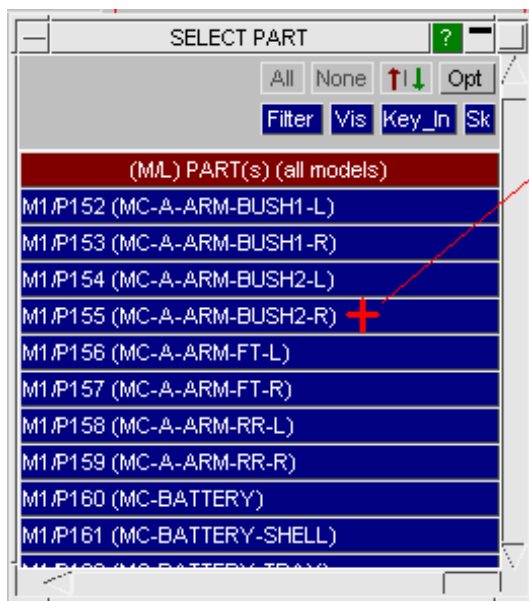 SELECT PART ?
All None Opt
Filter Vis Key_In Sk
(M/L) PART(s) (all models)
M1/P152 (MC-A-ARM-BUSH1-L)
M1/P153 (MC-A-ARM-BUSH1-R)
M1/P154 (MC-A-ARM-BUSH2-L)
M1/P155 (MC-A-ARM-BUSH2-R)
M1/P156 (MC-A-ARM-FT-L)
M1/P157 (MC-A-ARM-FT-R)
M1/P158 (MC-A-ARM-RR-L)
M1/P159 (MC-A-ARM-RR-R)
M1/P160 (MC-BATTERY)
M1/P161 (MC-BATTERY-SHELL)